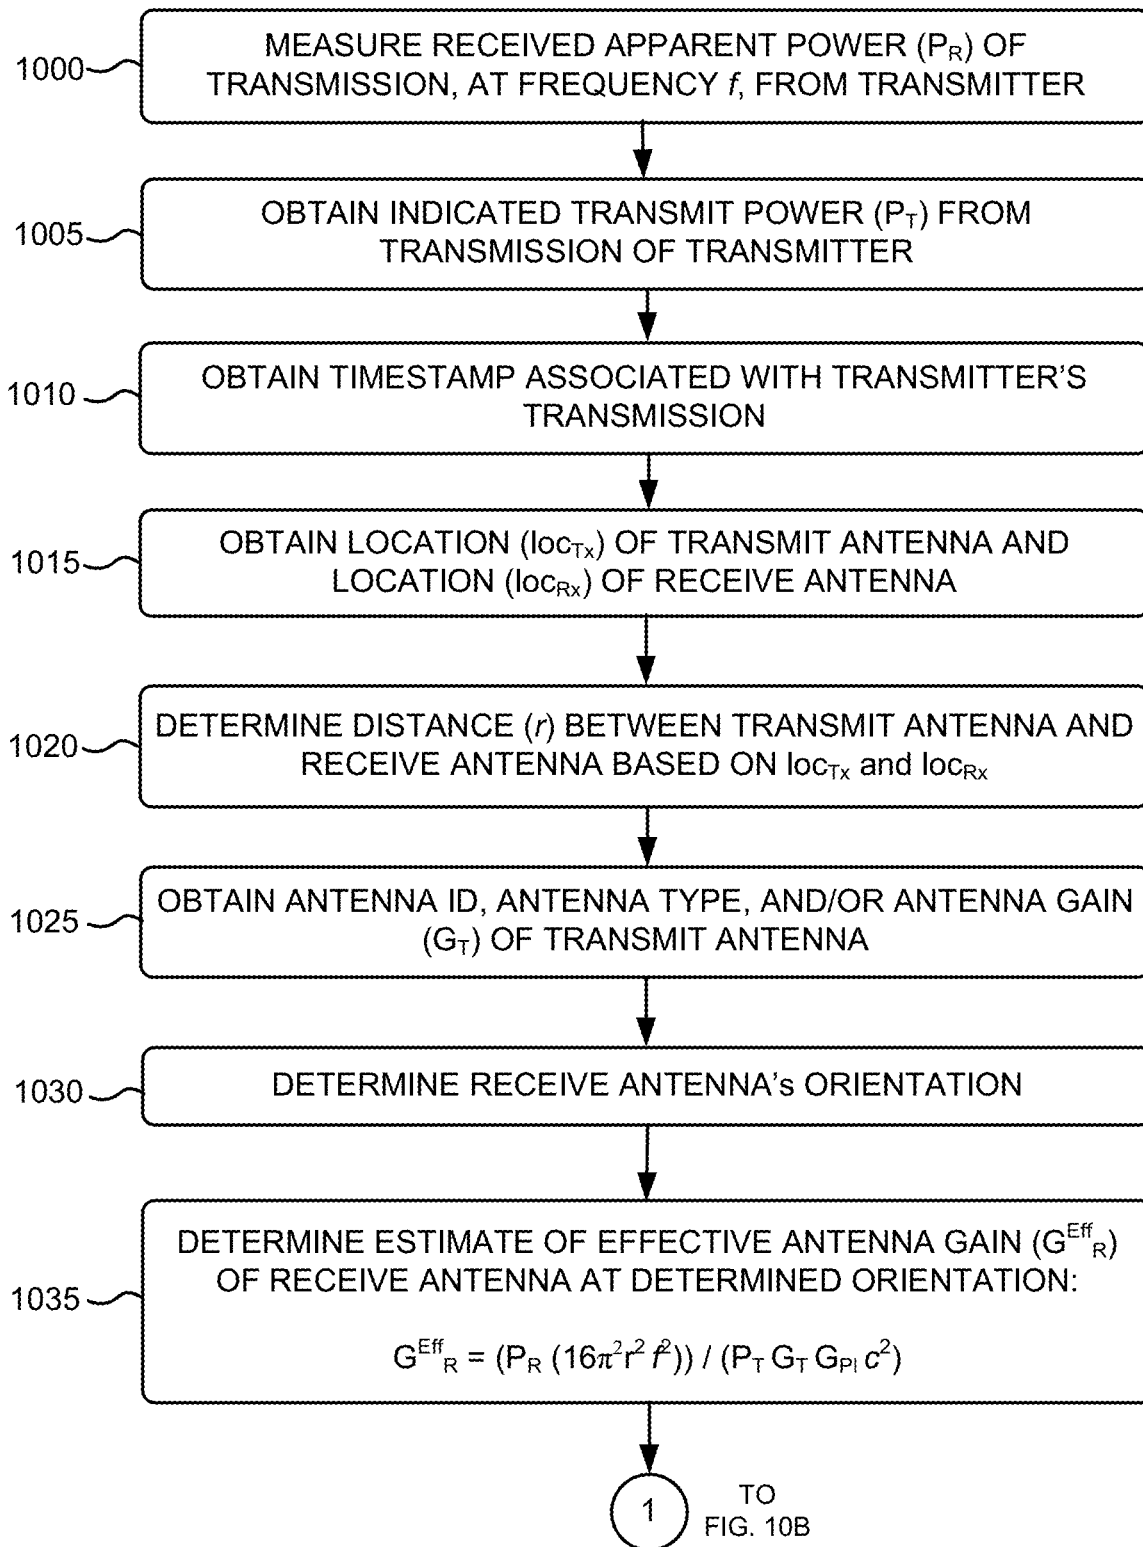 1000
MEASURE RECEIVED APPARENT POWER (P_R) OF
TRANSMISSION, AT FREQUENCY f, FROM TRANSMITTER
1005
OBTAIN INDICATED TRANSMIT POWER (P_T) FROM
TRANSMISSION OF TRANSMITTER
1010
OBTAIN TIMESTAMP ASSOCIATED WITH TRANSMITTER'S
TRANSMISSION
1015
OBTAIN LOCATION (loc_Tx) OF TRANSMIT ANTENNA AND
LOCATION (loc_Rx) OF RECEIVE ANTENNA
1020
DETERMINE DISTANCE (r) BETWEEN TRANSMIT ANTENNA AND
RECEIVE ANTENNA BASED ON loc_Tx and loc_Rx
1025
OBTAIN ANTENNA ID, ANTENNA TYPE, AND/OR ANTENNA GAIN
(G_T) OF TRANSMIT ANTENNA
1030
DETERMINE RECEIVE ANTENNA's ORIENTATION
1035
DETERMINE ESTIMATE OF EFFECTIVE ANTENNA GAIN (G^Eff_R)
OF RECEIVE ANTENNA AT DETERMINED ORIENTATION:
G^Eff_R = (P_R (16π²r² f²)) / (P_T G_T G_Pl c²)
1
TO
FIG. 10B